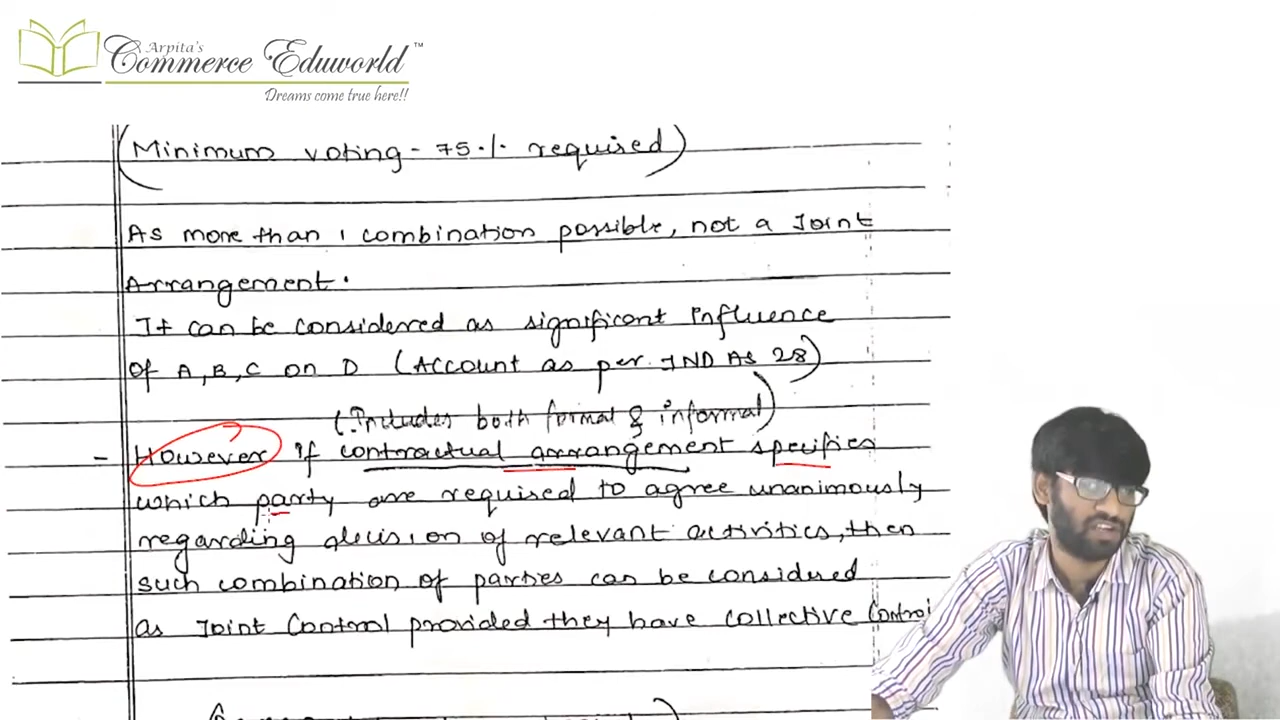 Arpita's
Commerce Eduworld™
Dreams come true here!!
(Minimum voting - 75% required)
As more than 1 combination possible, not a Joint
Arrangement.
It can be considered as significant Influence
of A, B, C on D (Account as per IND AS 28)
(Includes both formal & informal)
- However if contractual arrangement specifies
which party are required to agree unanimously
regarding decision of relevant activities, then
such combination of parties can be considered
as Joint Control provided they have collective Control